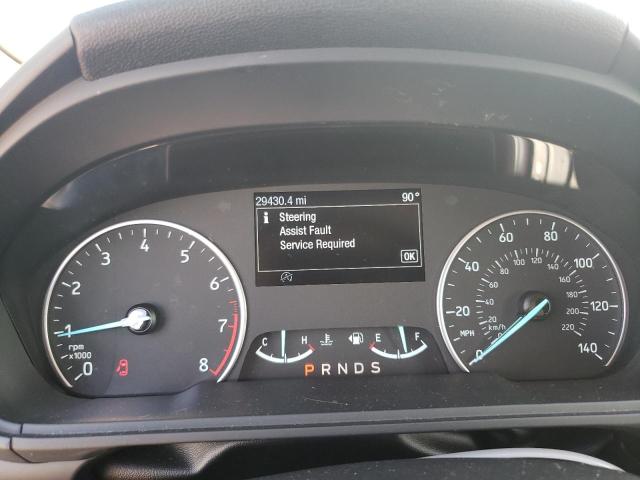 29430.4 mi 90°
i Steering
Assist Fault
Service Required
OK
0 1 2 3 4 5 6 7 8
rpm
x1000
C H E F
P R N D S
0 20 40 60 80 100 120 140
MPH
20 40 60 80 100 120 140 160 180 200 220
km/h